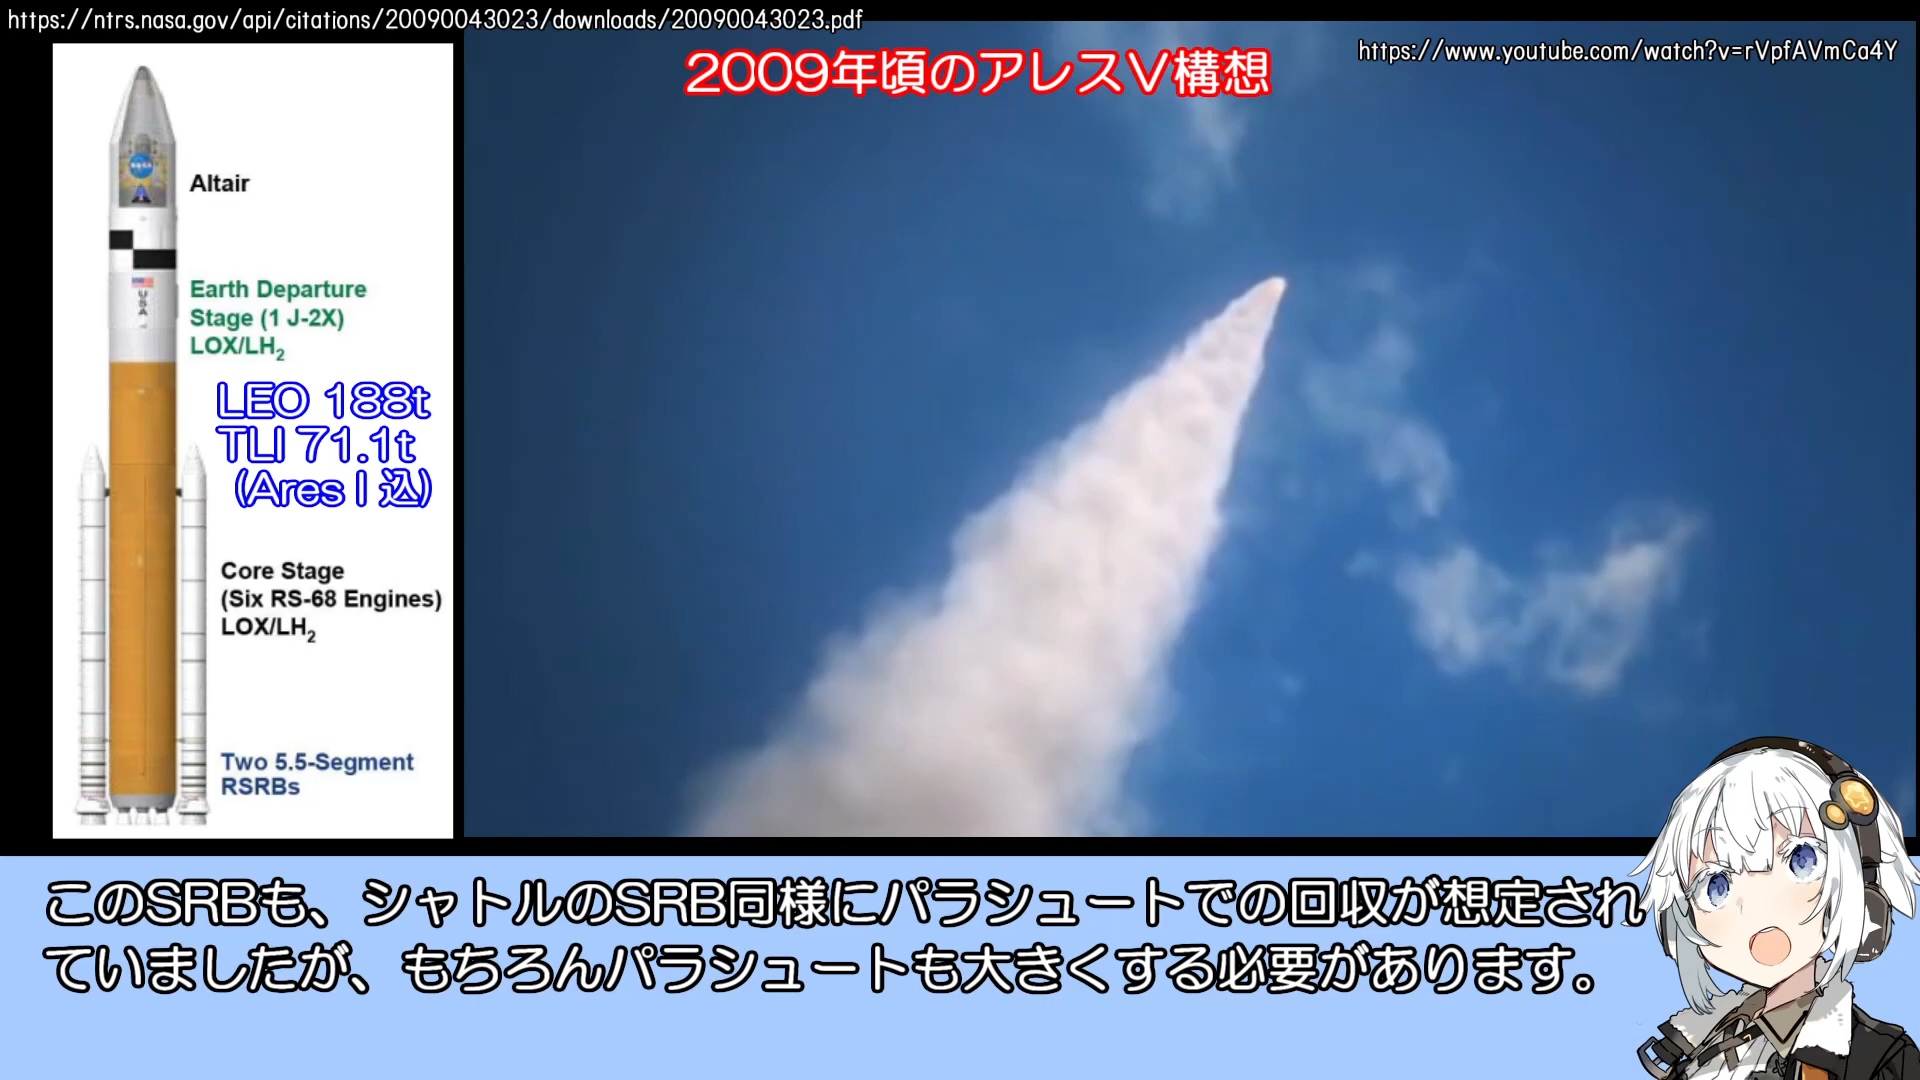 https://ntrs.nasa.gov/api/citations/20090043023/downloads/20090043023.pdf
2009年頃のアレスⅤ構想
https://www.youtube.com/watch?v=rVpfAVmCa4Y
Altair
Earth Departure
Stage (1 J-2X)
LOX/LH2
USA
LEO 188t
TLI 71.1t
(Ares I 込)
Core Stage
(Six RS-68 Engines)
LOX/LH2
Two 5.5-Segment
RSRBs
このSRBも、シャトルのSRB同様にパラシュートでの回収が想定され
ていましたが、もちろんパラシュートも大きくする必要があります。